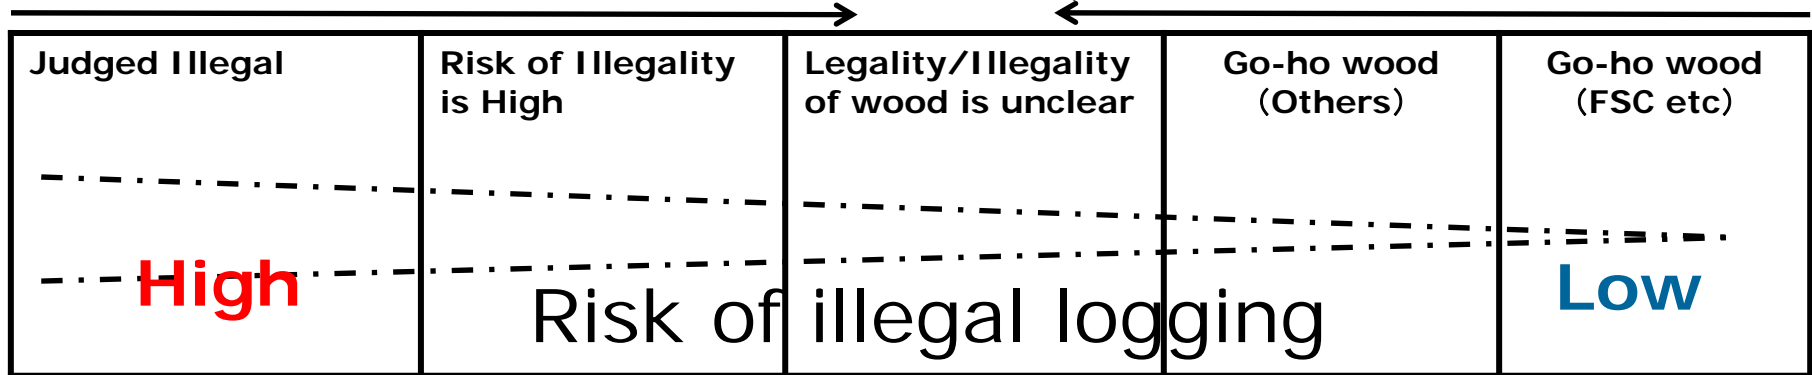 Judged Illegal
Risk of Illegality
is High
Legality/Illegality
of wood is unclear
Go-ho wood
（Others）
Go-ho wood
（FSC etc）
High
Risk of illegal logging
Low